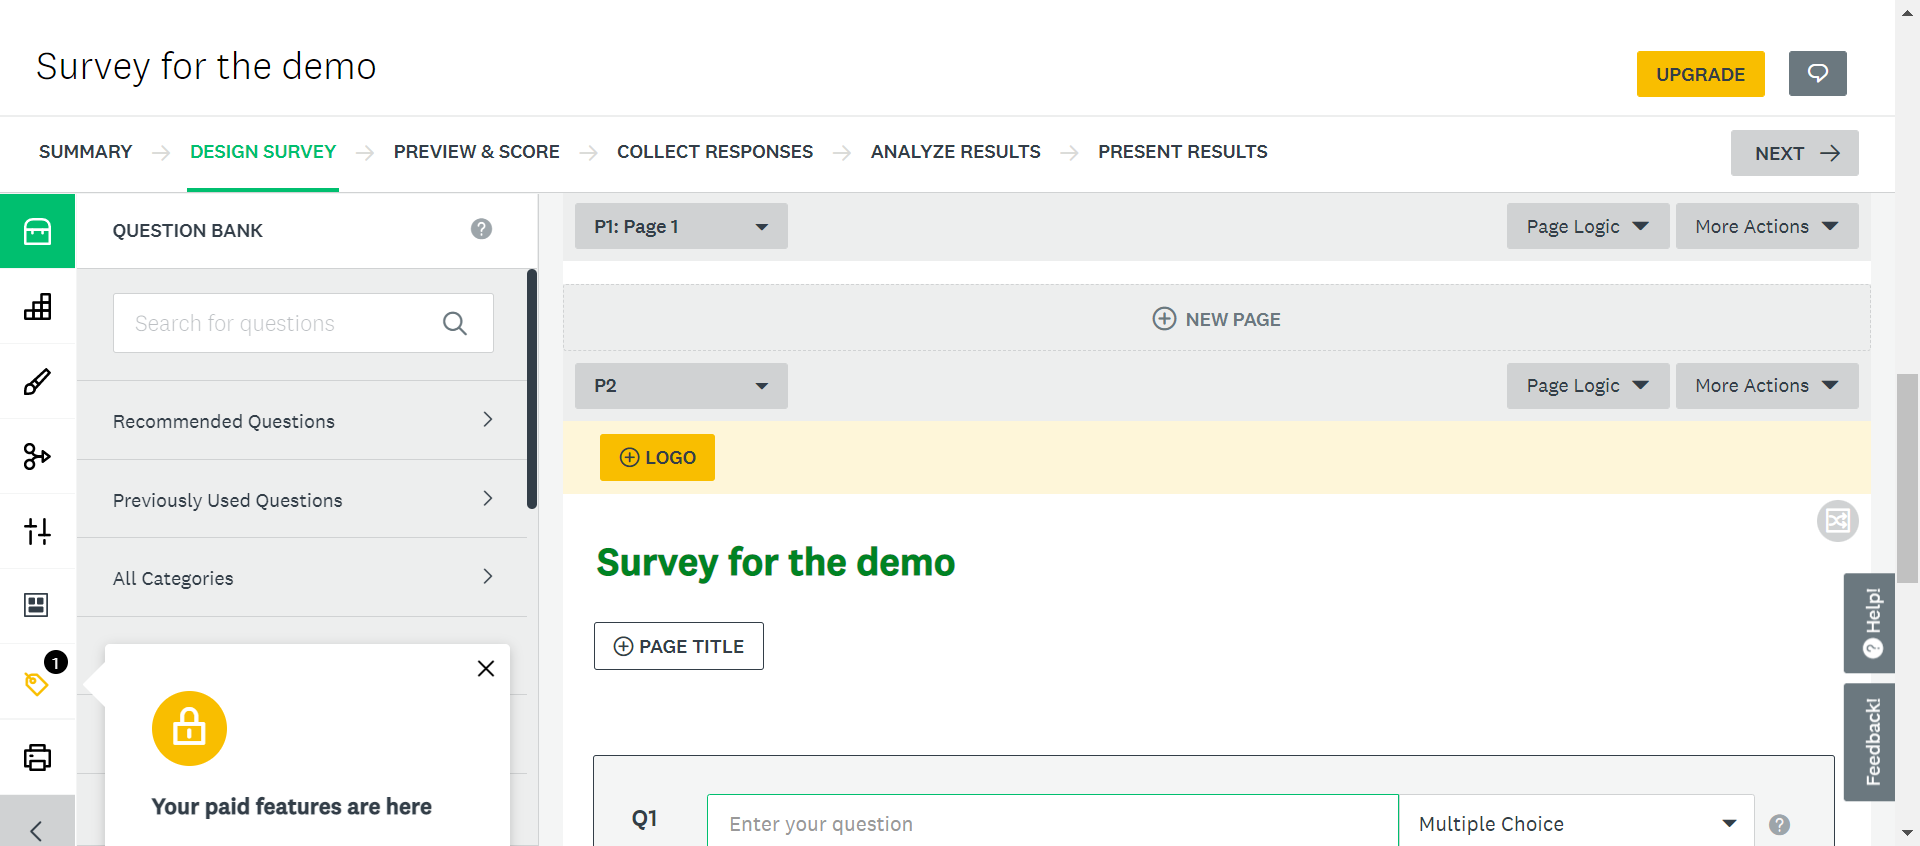 Survey for the demo
UPGRADE
SUMMARY DESIGN SURVEY PREVIEW & SCORE COLLECT RESPONSES ANALYZE RESULTS PRESENT RESULTS NEXT
QUESTION BANK ?
Search for questions
Recommended Questions
Previously Used Questions
All Categories
1
Your paid features are here
P1: Page 1 Page Logic More Actions
NEW PAGE
P2 Page Logic More Actions
LOGO
Survey for the demo
PAGE TITLE
Q1 Enter your question Multiple Choice ?
? Help!
Feedback!